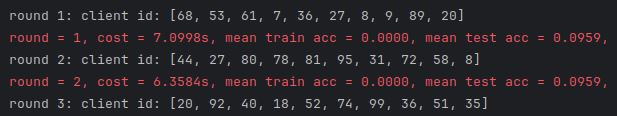 round 1: client id: [68, 53, 61, 7, 36, 27, 8, 9, 89, 20]
round = 1, cost = 7.0998s, mean train acc = 0.0000, mean test acc = 0.0959,
round 2: client id: [44, 27, 80, 78, 81, 95, 31, 72, 58, 8]
round = 2, cost = 6.3584s, mean train acc = 0.0000, mean test acc = 0.0959,
round 3: client id: [20, 92, 40, 18, 52, 74, 99, 36, 51, 35]